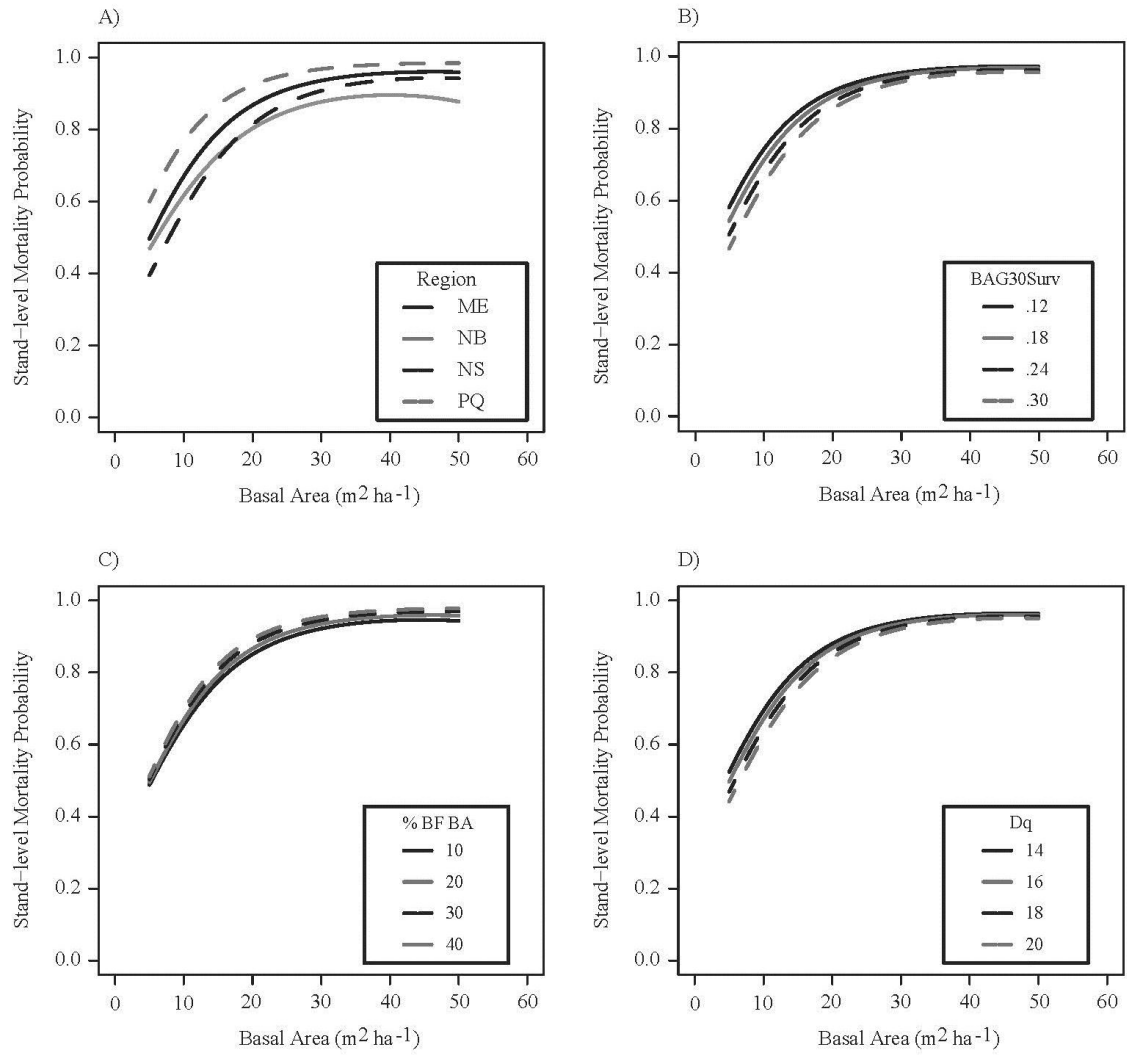 A)
Stand-level Mortality Probability
1.0
0.8
0.6
0.4
0.2
0.0
Region
ME
NB
NS
PQ
0 10 20 30 40 50 60
Basal Area (m2 ha-1)
B)
Stand-level Mortality Probability
1.0
0.8
0.6
0.4
0.2
0.0
BAG30Surv
.12
.18
.24
.30
0 10 20 30 40 50 60
Basal Area (m2 ha-1)
C)
Stand-level Mortality Probability
1.0
0.8
0.6
0.4
0.2
0.0
% BF BA
10
20
30
40
0 10 20 30 40 50 60
Basal Area (m2 ha-1)
D)
Stand-level Mortality Probability
1.0
0.8
0.6
0.4
0.2
0.0
Dq
14
16
18
20
0 10 20 30 40 50 60
Basal Area (m2 ha-1)